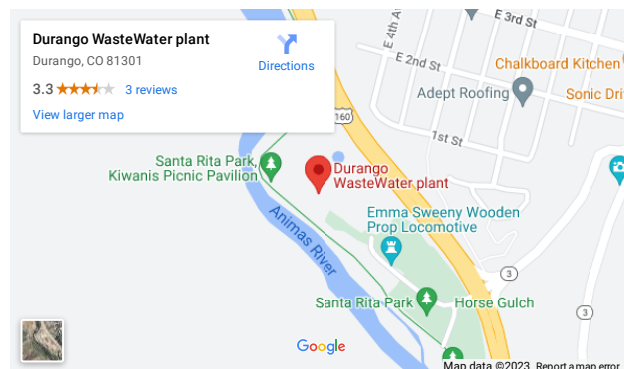 Durango WasteWater plant
Durango, CO 81301
Directions
3.3
3 reviews
View larger map
E 3rd St
E 4th Av
E 2nd St
Chalkboard Kitchen
Adept Roofing
Sonic Dri
160
1st St
Santa Rita Park,
Kiwanis Picnic Pavilion
Durango
WasteWater plant
Emma Sweeny Wooden
Prop Locomotive
Animas River
3
Santa Rita Park
Horse Gulch
3
Google
Map data ©2023
Report a map error